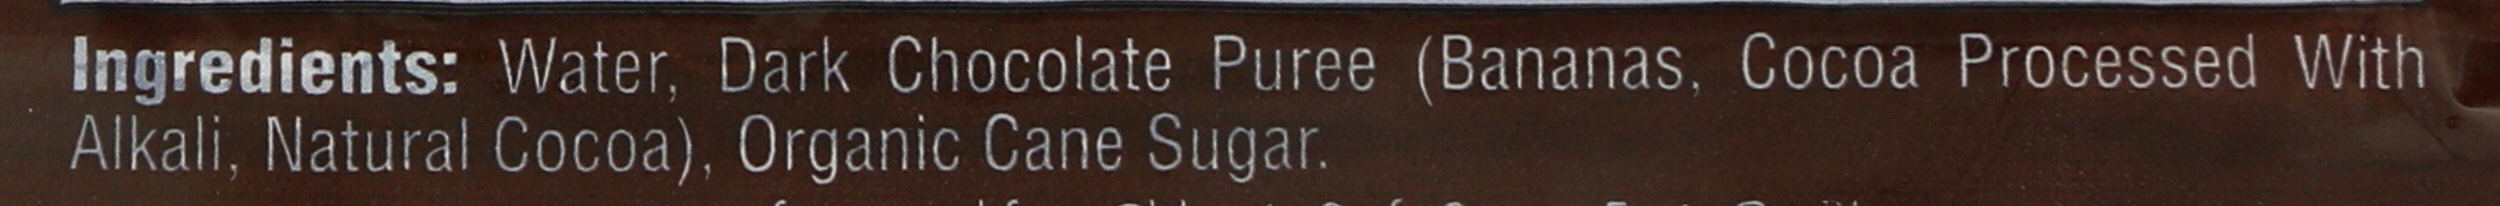 Ingredients: Water, Dark Chocolate Puree (Bananas, Cocoa Processed With
Alkali, Natural Cocoa), Organic Cane Sugar.